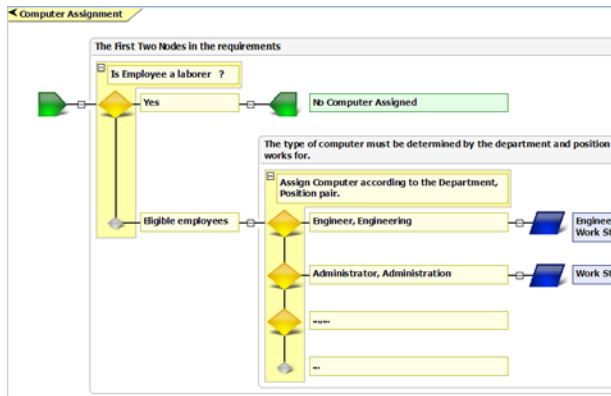 Computer Assignment
The First Two Nodes in the requirements
Is Employee a laborer ?
Yes
No Computer Assigned
The type of computer must be determined by the department and position
works for.
Assign Computer according to the Department,
Position pair.
Eligible employees
Engineer, Engineering
Enginee
Work St
Administrator, Administration
Work St
...,...
...